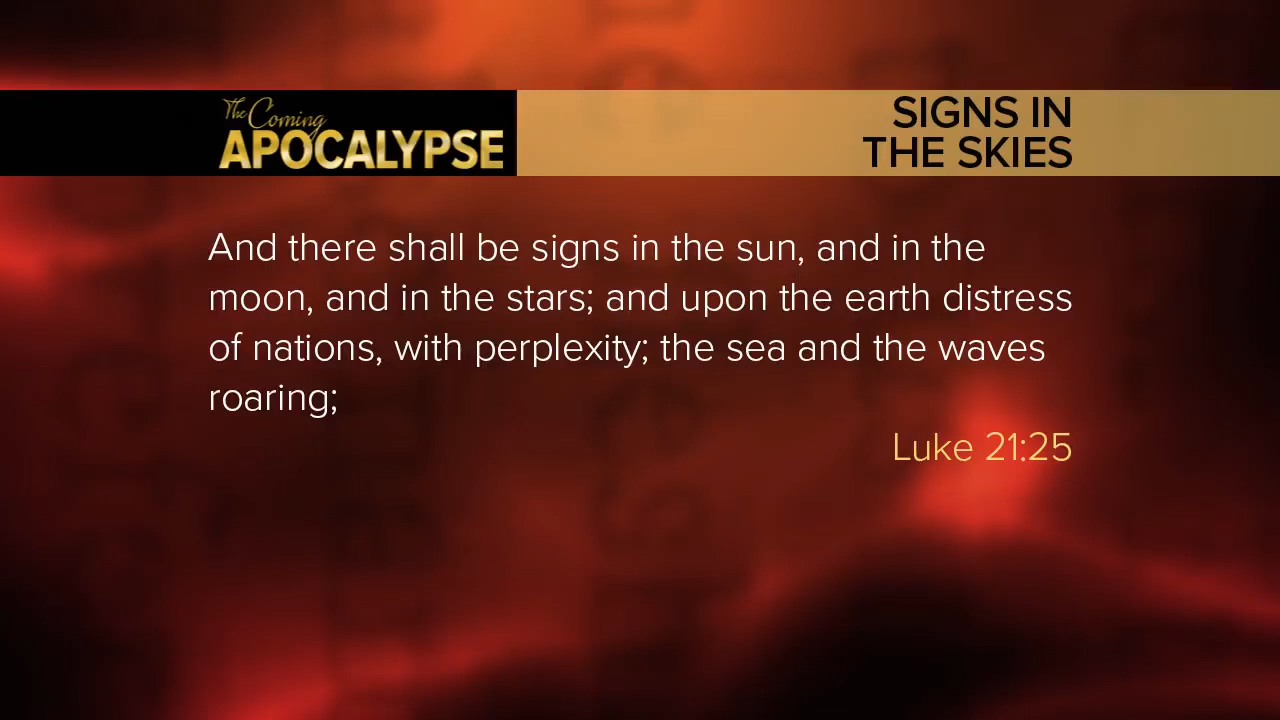 The Coming
APOCALYPSE
SIGNS IN
THE SKIES
And there shall be signs in the sun, and in the
moon, and in the stars; and upon the earth distress
of nations, with perplexity; the sea and the waves
roaring;
Luke 21:25